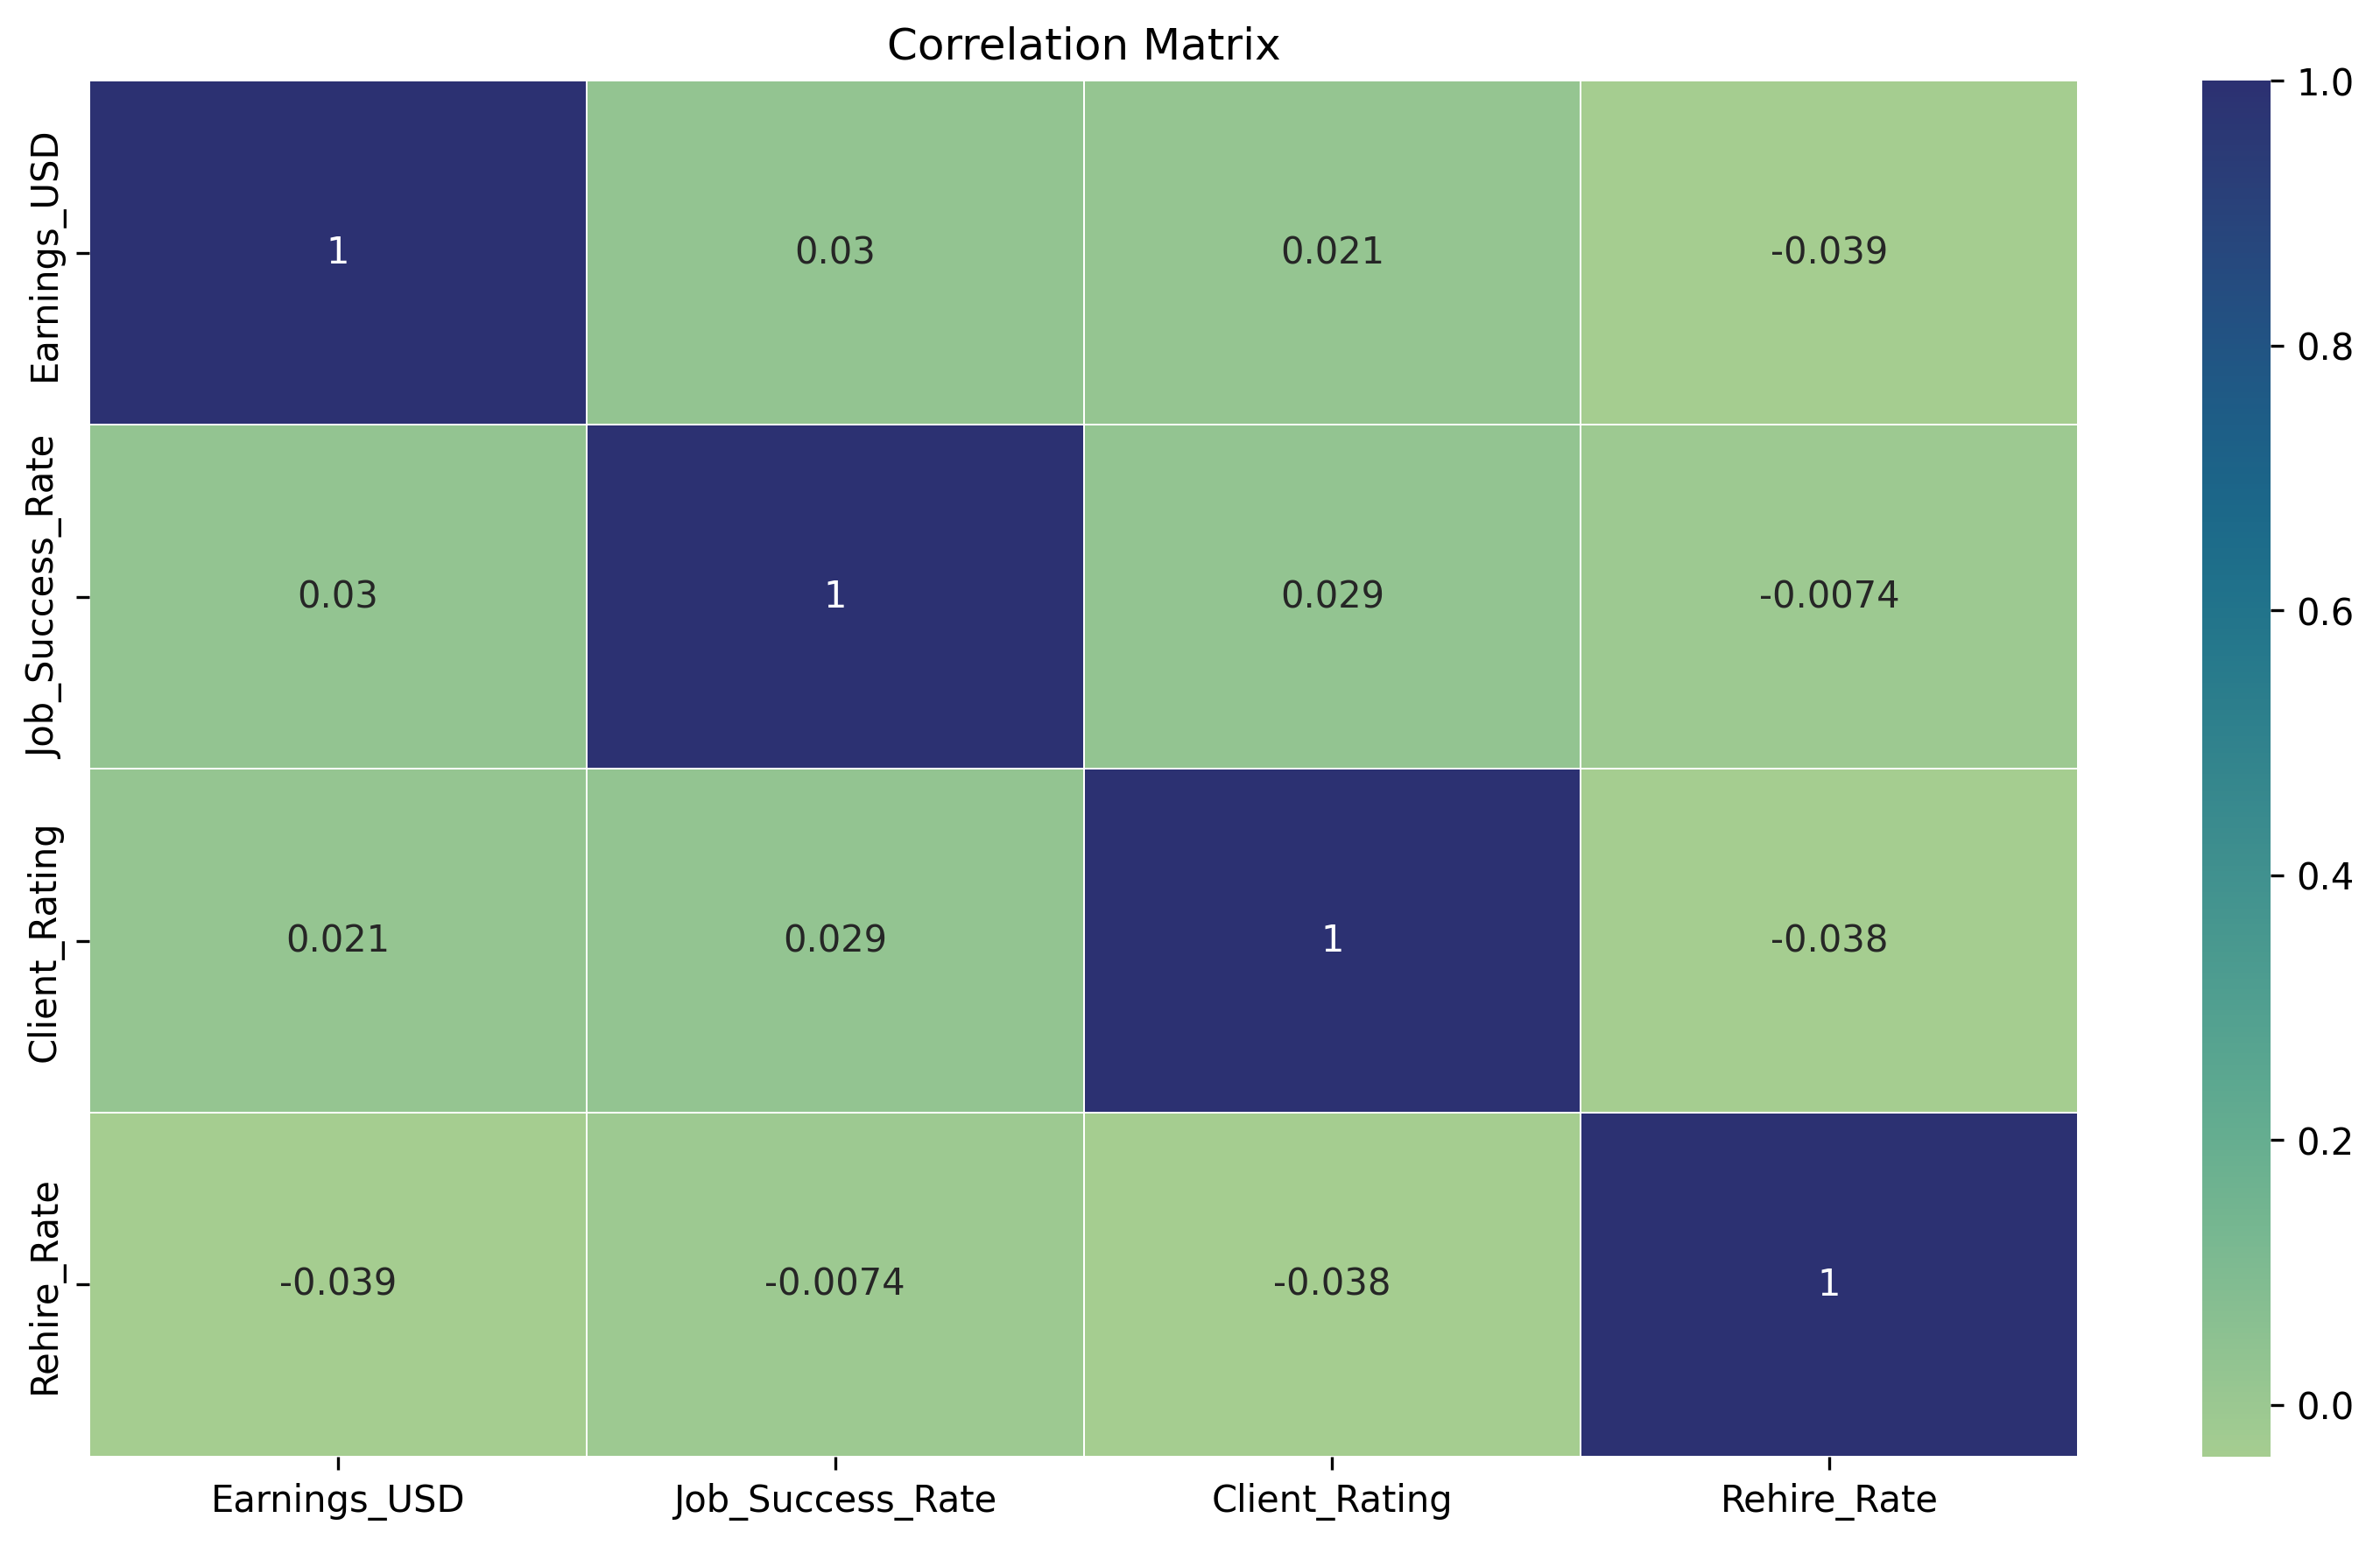 Correlation Matrix
Earnings_USD
1
0.03
0.021
-0.039
Job_Success_Rate
0.03
1
0.029
-0.0074
Client_Rating
0.021
0.029
1
-0.038
Rehire_Rate
-0.039
-0.0074
-0.038
1
Earnings_USD
Job_Success_Rate
Client_Rating
Rehire_Rate
1.0
0.8
0.6
0.4
0.2
0.0